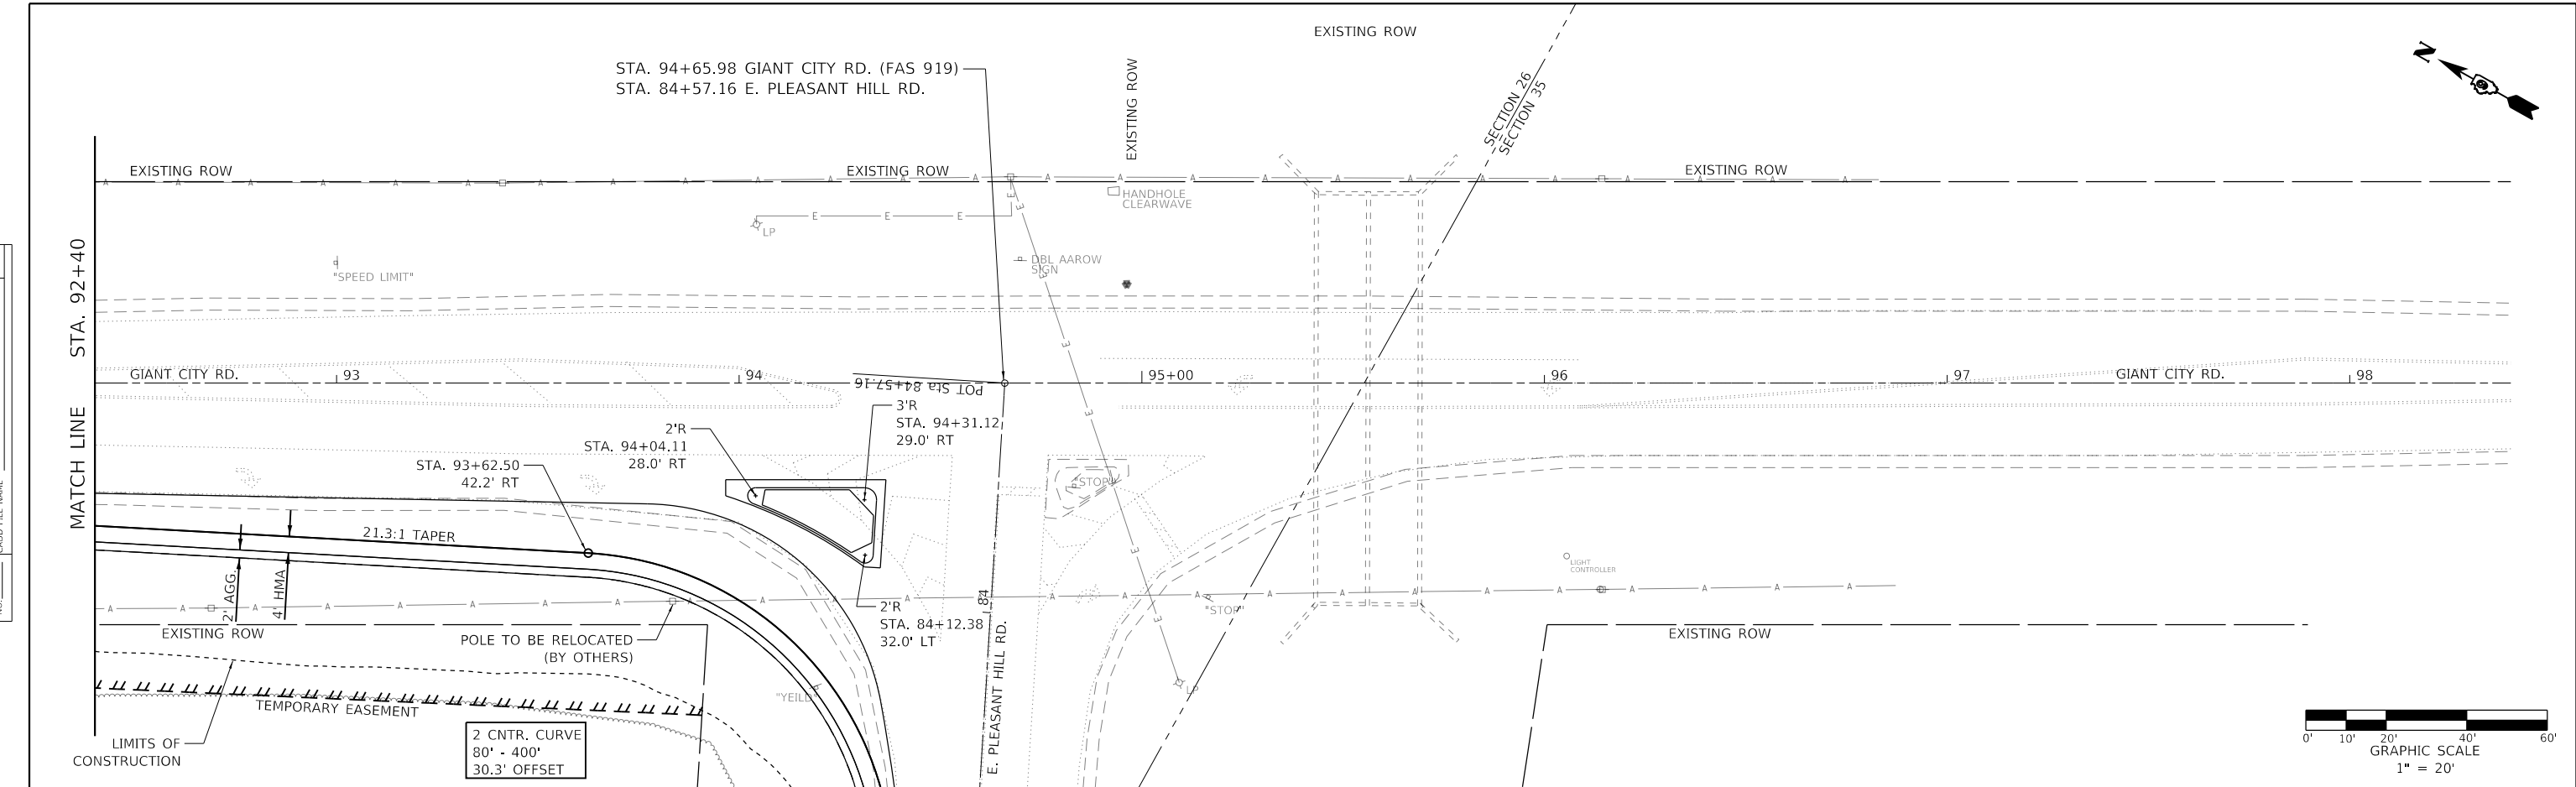 EXISTING ROW
N
STA. 94+65.98 GIANT CITY RD. (FAS 919)
STA. 84+57.16 E. PLEASANT HILL RD.
EXISTING ROW
SECTION 26
SECTION 35
EXISTING ROW
EXISTING ROW
EXISTING ROW
A A A A A A A A A A A A A A A A A A A A A A A A A
HANDHOLE
CLEARWAVE
E E E E
LP
DBL AAROW
SIGN
"SPEED LIMIT"
E E E E E E
MATCH LINE STA. 92+40
GIANT CITY RD.
93
94
95+00
96
97
GIANT CITY RD.
98
POT Sta 84+57.16
3'R
STA. 94+31.12
29.0' RT
2'R
STA. 94+04.11
28.0' RT
STA. 93+62.50
42.2' RT
"STOP"
21.3:1 TAPER
2' AGG.
4' HMA
LIGHT
CONTROLLER
A A A A A A A A A A A A A A A A A A A A A A A A A
84
"STOP"
2'R
STA. 84+12.38
32.0' LT
EXISTING ROW
EXISTING ROW
POLE TO BE RELOCATED
(BY OTHERS)
E. PLEASANT HILL RD.
"YEILD"
LP
TEMPORARY EASEMENT
LIMITS OF
CONSTRUCTION
2 CNTR. CURVE
80' - 400'
30.3' OFFSET
0' 10' 20' 40' 60'
GRAPHIC SCALE
1" = 20'